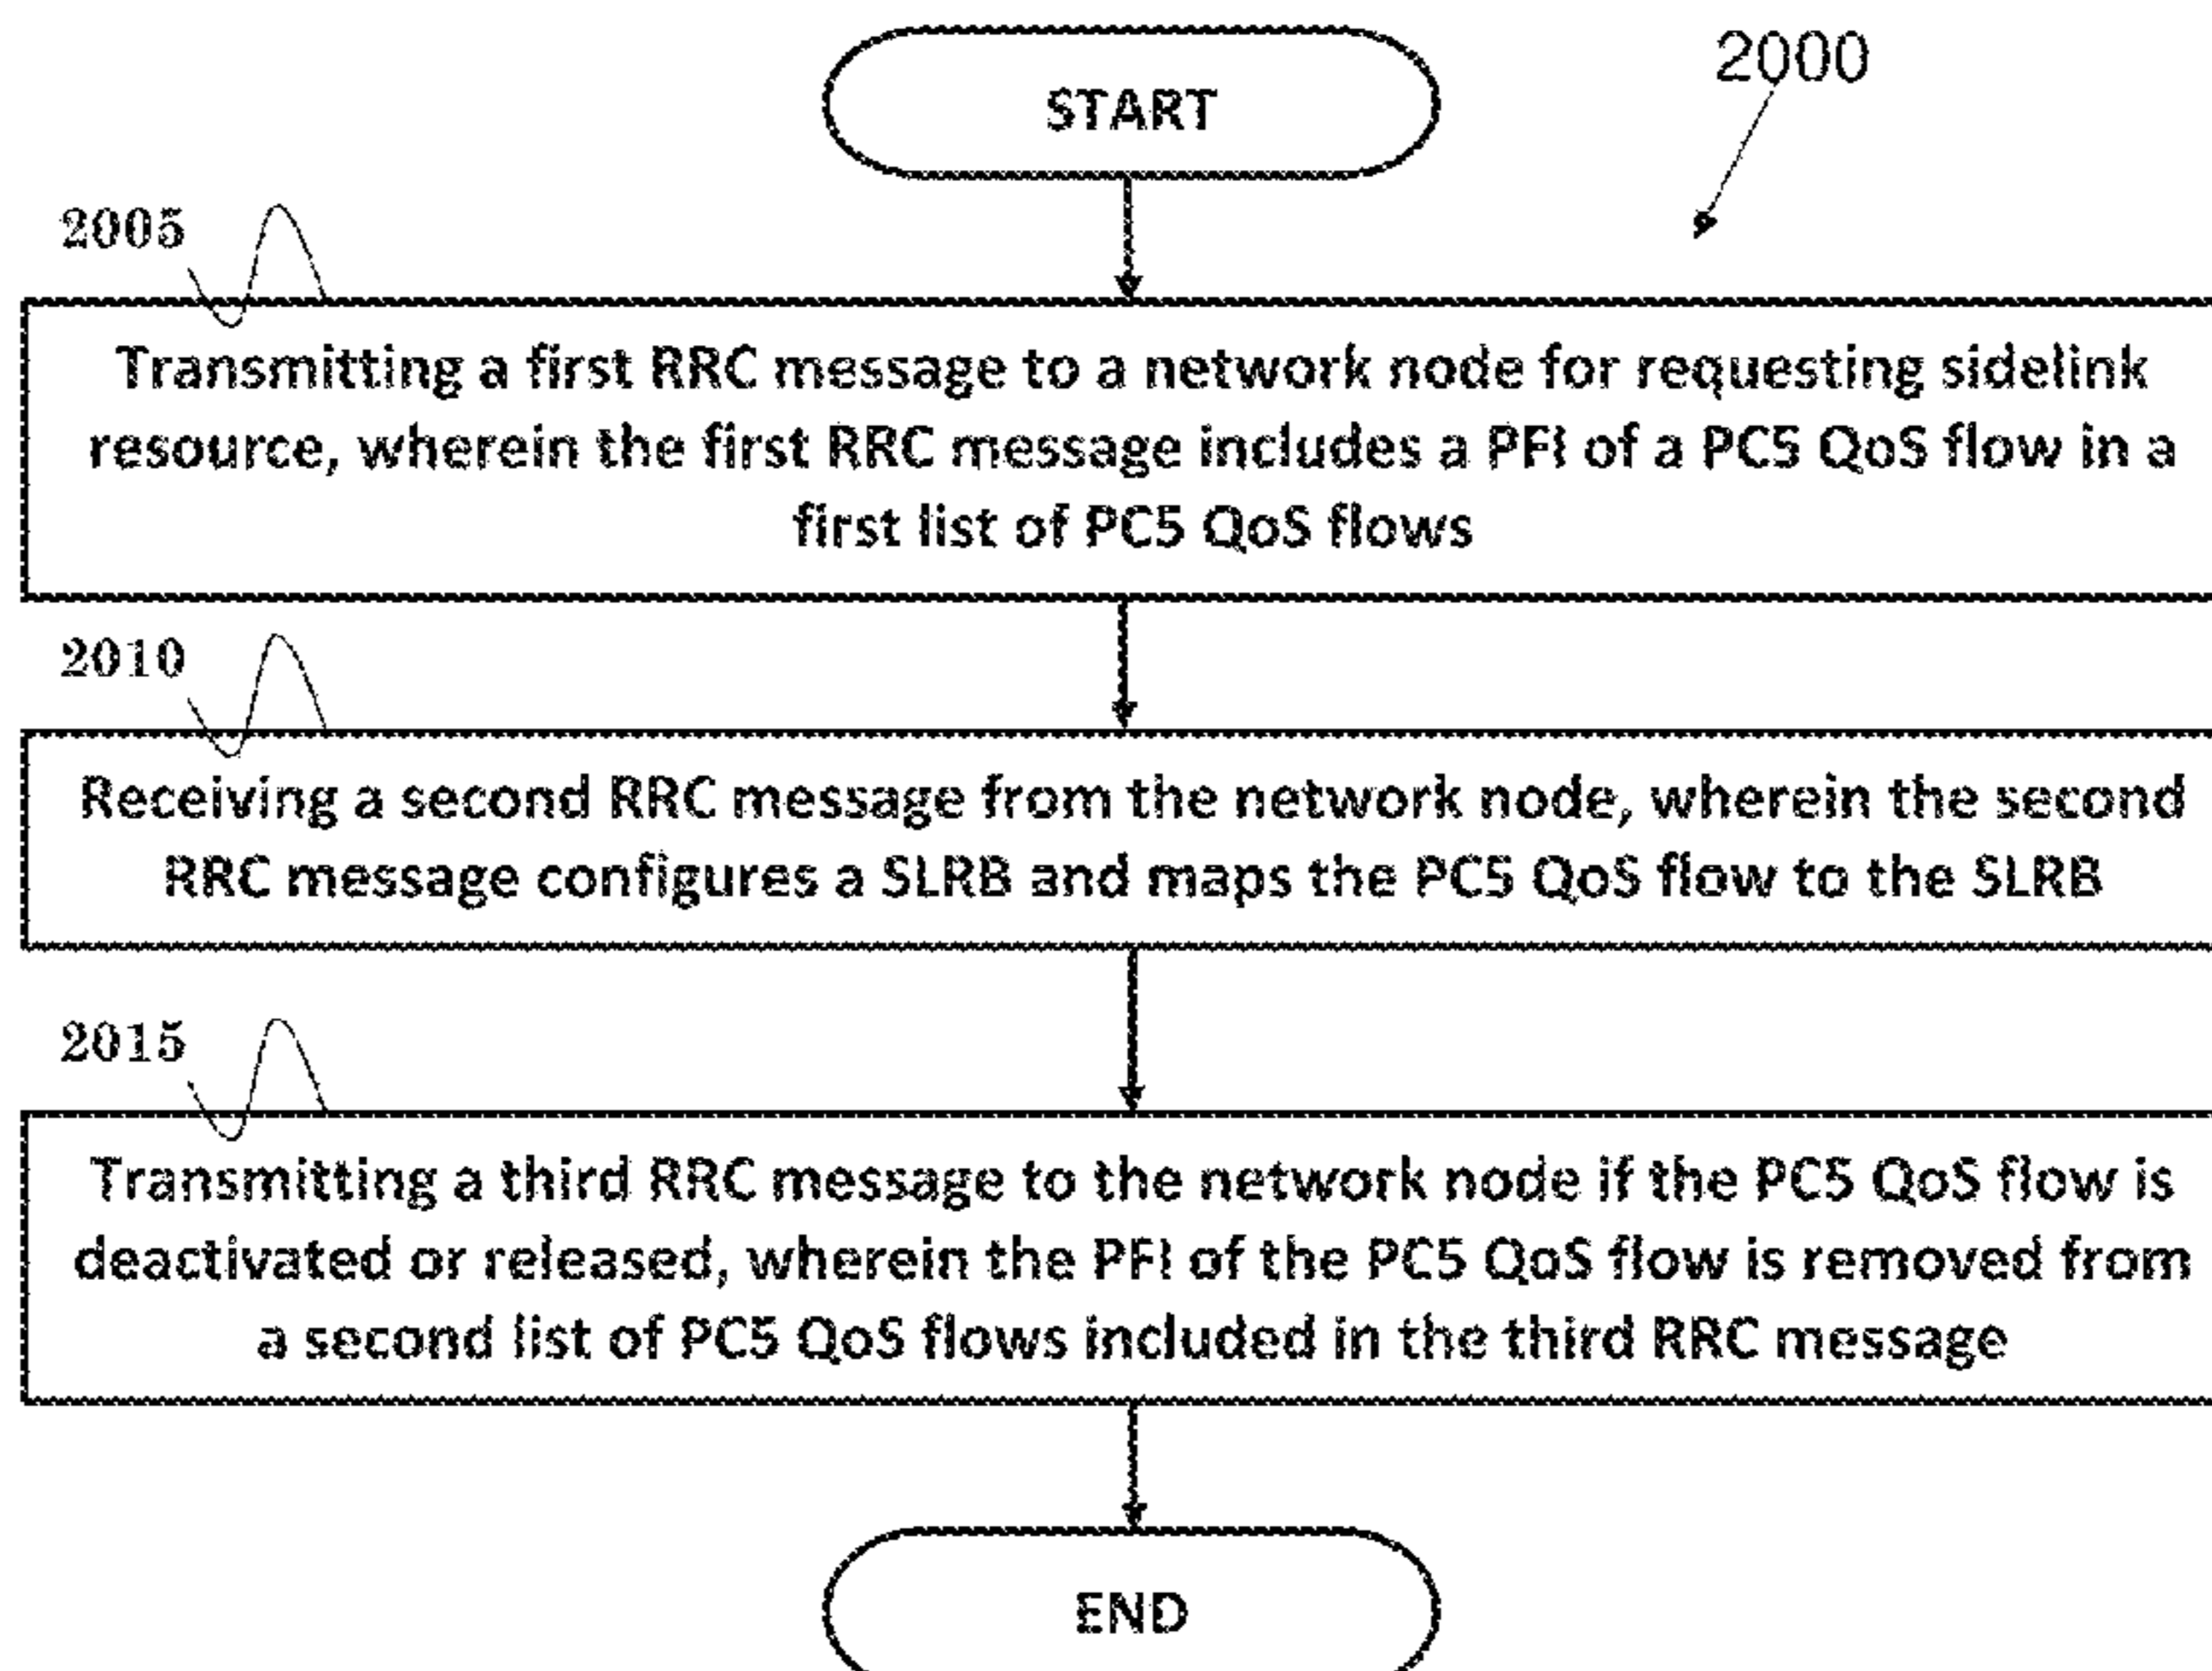 START
2000
2005
Transmitting a first RRC message to a network node for requesting sidelink
resource, wherein the first RRC message includes a PFI of a PC5 QoS flow in a
first list of PC5 QoS flows
2010
Receiving a second RRC message from the network node, wherein the second
RRC message configures a SLRB and maps the PC5 QoS flow to the SLRB
2015
Transmitting a third RRC message to the network node if the PC5 QoS flow is
deactivated or released, wherein the PFI of the PC5 QoS flow is removed from
a second list of PC5 QoS flows included in the third RRC message
END